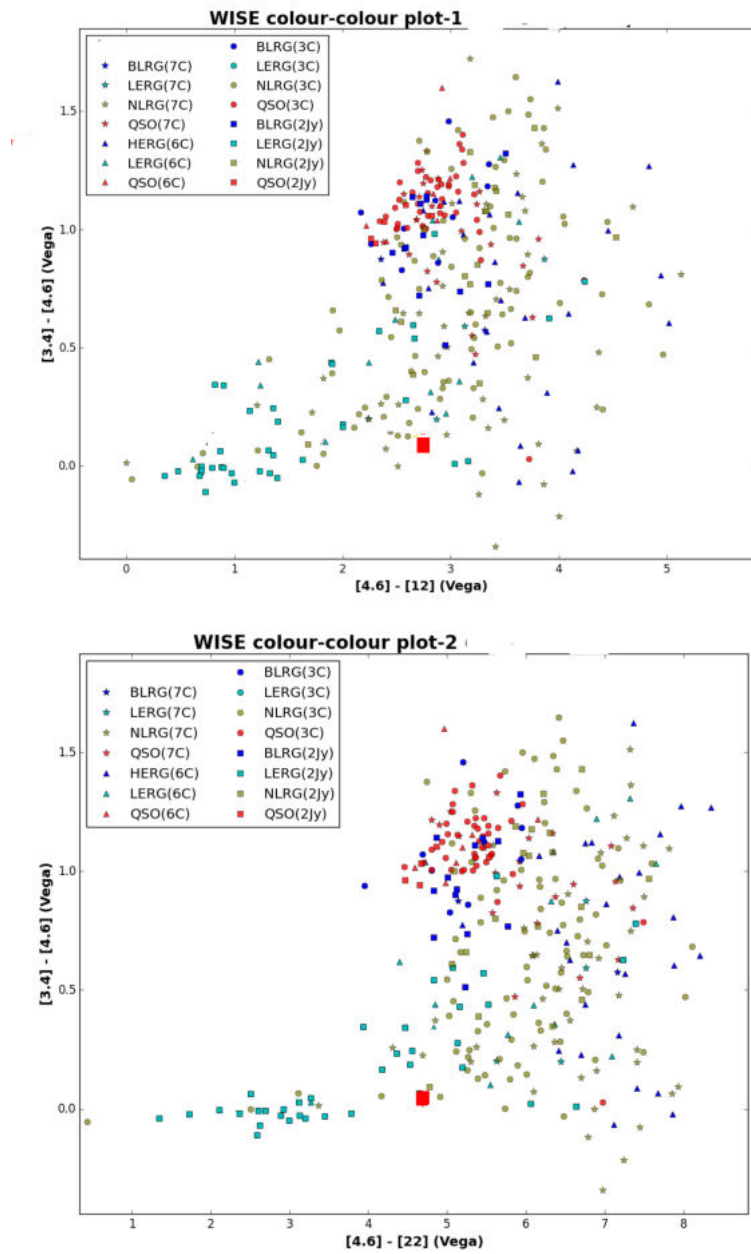 WISE colour-colour plot-1
BLRG(7C)
LERG(7C)
NLRG(7C)
QSO(7C)
HERG(6C)
LERG(6C)
QSO(6C)
BLRG(3C)
LERG(3C)
NLRG(3C)
QSO(3C)
BLRG(2Jy)
LERG(2Jy)
NLRG(2Jy)
QSO(2Jy)
1.5
1.0
0.5
0.0
[3.4] - [4.6] (Vega)
0 1 2 3 4 5
[4.6] - [12] (Vega)
WISE colour-colour plot-2 (
BLRG(7C)
LERG(7C)
NLRG(7C)
QSO(7C)
HERG(6C)
LERG(6C)
QSO(6C)
BLRG(3C)
LERG(3C)
NLRG(3C)
QSO(3C)
BLRG(2Jy)
LERG(2Jy)
NLRG(2Jy)
QSO(2Jy)
1.5
1.0
0.5
0.0
[3.4] - [4.6] (Vega)
1 2 3 4 5 6 7 8
[4.6] - [22] (Vega)